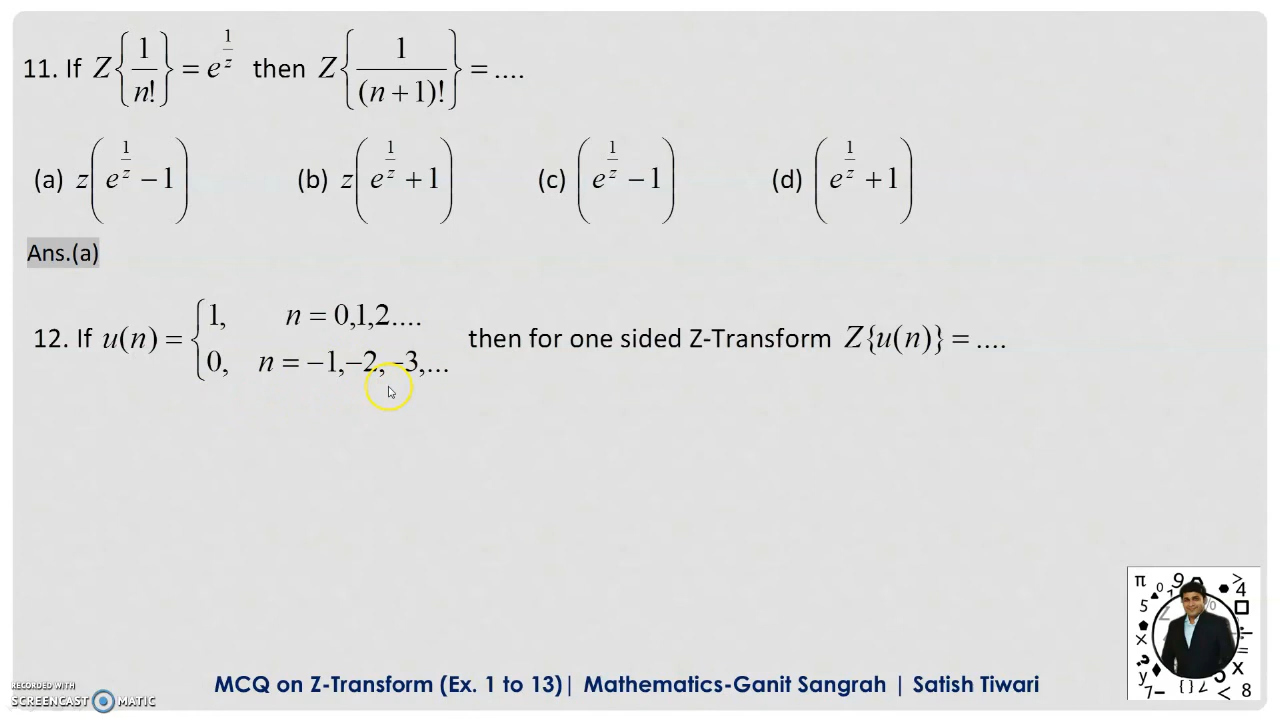 11. If Z{1/n!} = e^(1/z) then Z{1/(n+1)!} = ....
(a) z(e^(1/z) − 1) (b) z(e^(1/z) + 1) (c) (e^(1/z) − 1) (d) (e^(1/z) + 1)
Ans.(a)
12. If u(n) = { 1, n = 0,1,2.... then for one sided Z-Transform Z{u(n)} = ....
0, n = −1,−2,−3,...
MCQ on Z-Transform (Ex. 1 to 13)| Mathematics-Ganit Sangrah | Satish Tiwari
RECORDED WITH
SCREENCAST MATIC